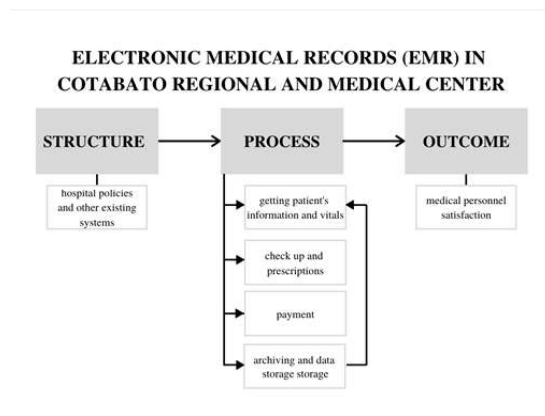 ELECTRONIC MEDICAL RECORDS (EMR) IN
COTABATO REGIONAL AND MEDICAL CENTER
STRUCTURE
PROCESS
OUTCOME
hospital policies
and other existing
systems
getting patient's
information and vitals
medical personnel
satisfaction
check up and
prescriptions
payment
archiving and data
storage storage